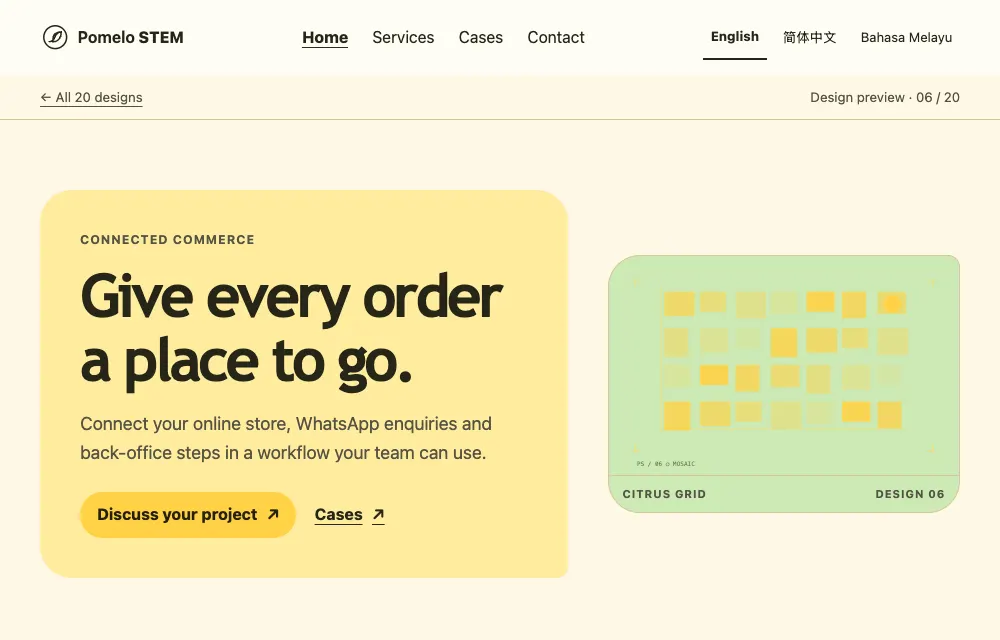 Pomelo STEM
Home Services Cases Contact
English 简体中文 Bahasa Melayu
← All 20 designs
Design preview · 06 / 20
CONNECTED COMMERCE
Give every order
a place to go.
Connect your online store, WhatsApp enquiries and
back-office steps in a workflow your team can use.
Discuss your project ↗
Cases ↗
PS / 06 ○ MOSAIC
CITRUS GRID
DESIGN 06